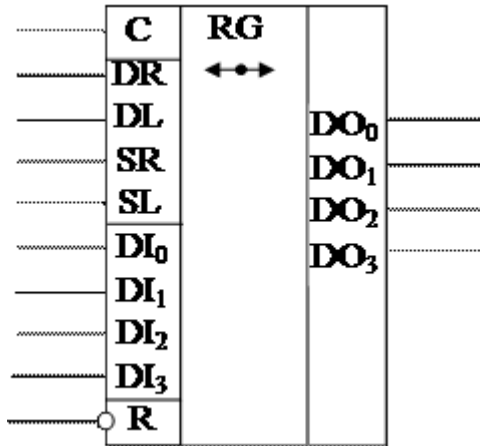 C RG
DR
DL DO₀
SR DO₁
SL DO₂
DI₀ DO₃
DI₁
DI₂
DI₃
R